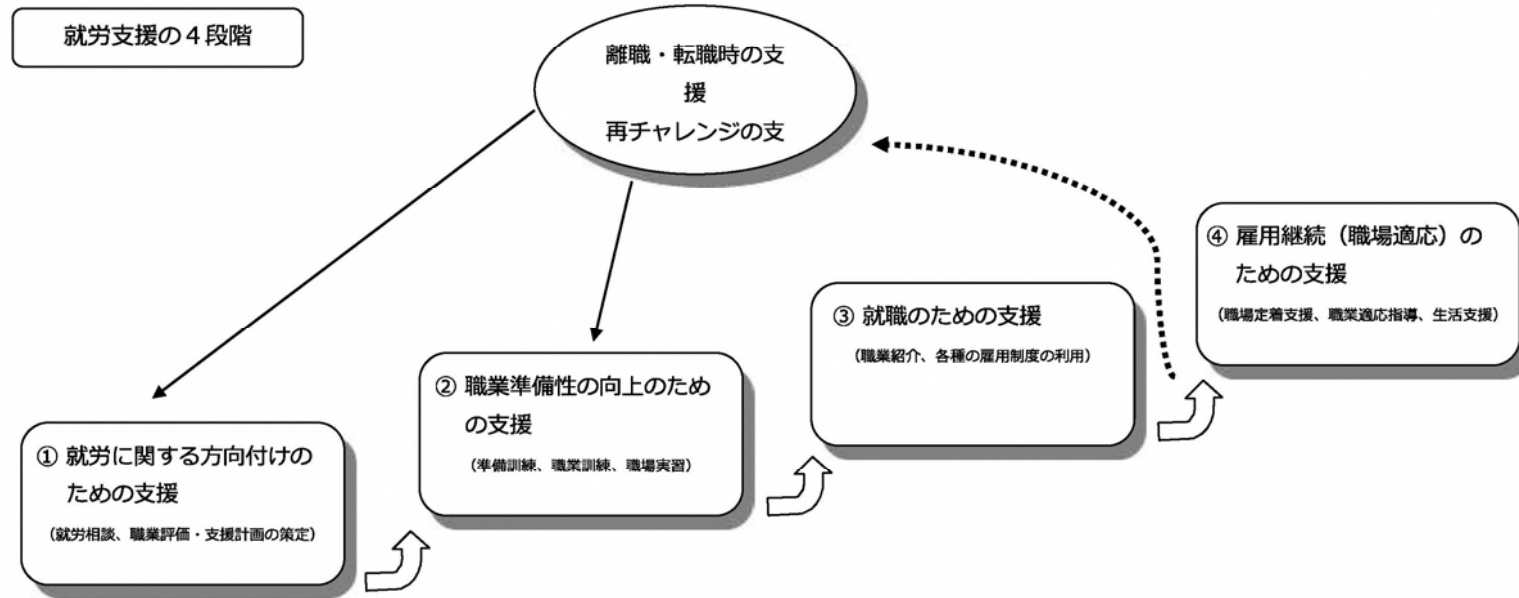 就労支援の４段階
離職・転職時の支
援
再チャレンジの支
① 就労に関する方向付けの
ための支援
（就労相談、職業評価・支援計画の策定）
② 職業準備性の向上のため
の支援
（準備訓練、職業訓練、職場実習）
③ 就職のための支援
（職業紹介、各種の雇用制度の利用）
④ 雇用継続（職場適応）の
ための支援
（職場定着支援、職業適応指導、生活支援）